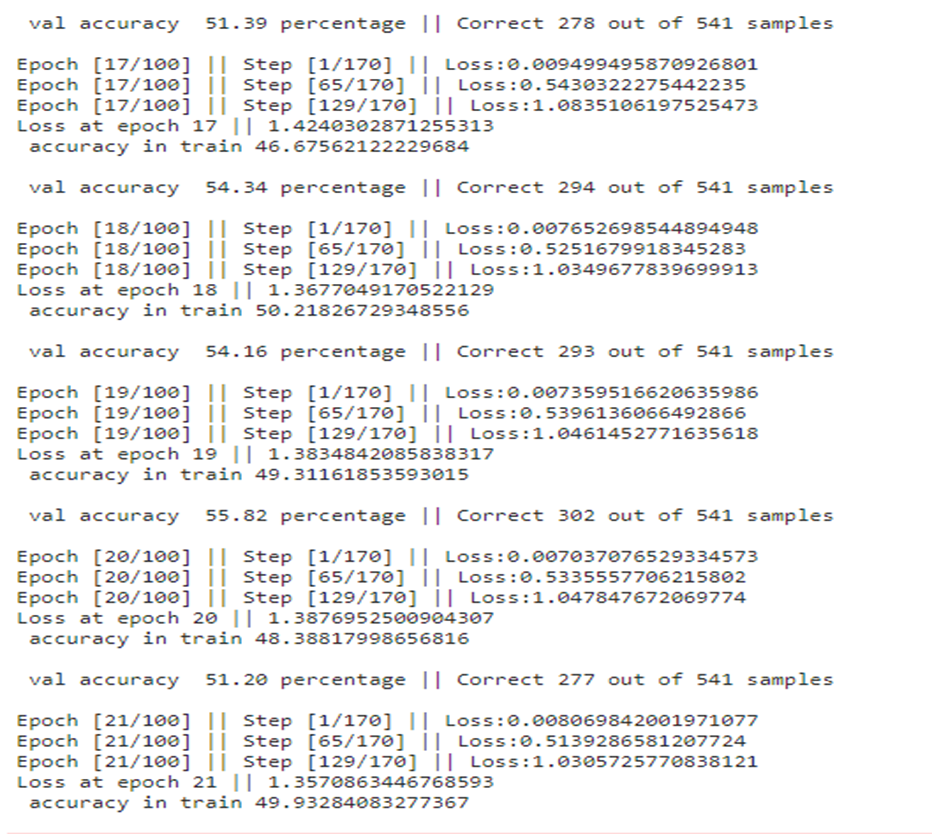 val accuracy  51.39 percentage || Correct 278 out of 541 samples
Epoch [17/100] || Step [1/170] || Loss:0.009499495870926801
Epoch [17/100] || Step [65/170] || Loss:0.5430322275442235
Epoch [17/100] || Step [129/170] || Loss:1.0835106197525473
Loss at epoch 17 || 1.4240302871255313
accuracy in train 46.67562122229684
val accuracy  54.34 percentage || Correct 294 out of 541 samples
Epoch [18/100] || Step [1/170] || Loss:0.007652698544894948
Epoch [18/100] || Step [65/170] || Loss:0.5251679918345283
Epoch [18/100] || Step [129/170] || Loss:1.0349677839699913
Loss at epoch 18 || 1.3677049170522129
accuracy in train 50.21826729348556
val accuracy  54.16 percentage || Correct 293 out of 541 samples
Epoch [19/100] || Step [1/170] || Loss:0.007359516620635986
Epoch [19/100] || Step [65/170] || Loss:0.5396136066492866
Epoch [19/100] || Step [129/170] || Loss:1.0461452771635618
Loss at epoch 19 || 1.3834842085838317
accuracy in train 49.31161853593015
val accuracy  55.82 percentage || Correct 302 out of 541 samples
Epoch [20/100] || Step [1/170] || Loss:0.007037076529334573
Epoch [20/100] || Step [65/170] || Loss:0.5335557706215802
Epoch [20/100] || Step [129/170] || Loss:1.047847672069774
Loss at epoch 20 || 1.3876952500904307
accuracy in train 48.38817998656816
val accuracy  51.20 percentage || Correct 277 out of 541 samples
Epoch [21/100] || Step [1/170] || Loss:0.008069842001971077
Epoch [21/100] || Step [65/170] || Loss:0.5139286581207724
Epoch [21/100] || Step [129/170] || Loss:1.0305725770838121
Loss at epoch 21 || 1.3570863446768593
accuracy in train 49.93284083277367